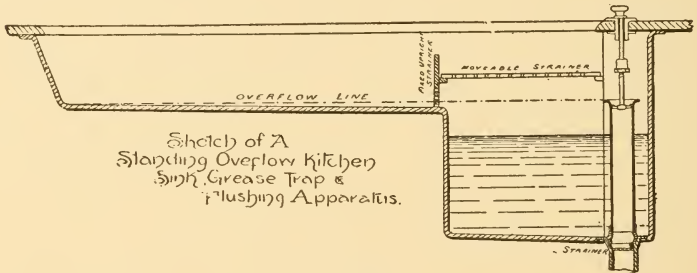 FIXED UPRIGHT
STRAINER
MOVEABLE STRAINER
OVERFLOW LINE
Sketch of A
Standing Overflow Kitchen
Sink, Grease Trap &
Flushing Apparatus.
STRAINER